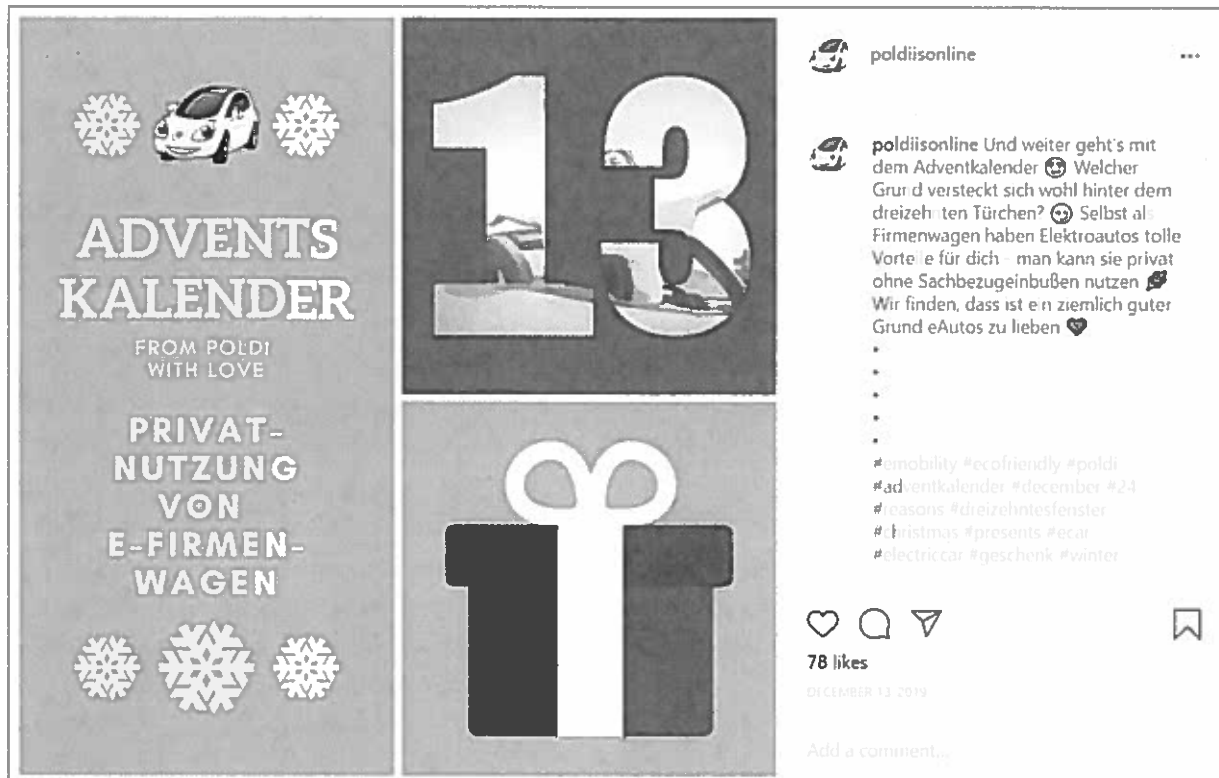 ADVENTS
KALENDER
FROM POLDI
WITH LOVE
PRIVAT-
NUTZUNG
VON
E-FIRMEN-
WAGEN
13
poldiisonline
poldiisonline Und weiter geht's mit
dem Adventkalender Welcher
Grund versteckt sich wohl hinter dem
dreizehnten Türchen? Selbst als
Firmenwagen haben Elektroautos tolle
Vorteile für dich - man kann sie privat
ohne Sachbezugeinbußen nutzen
Wir finden, dass ist ein ziemlich guter
Grund eAutos zu lieben
#emobility #ecofriendly #poldi
#adventkalender #december #24
#reasons #dreizehntesfenster
#christmas #presents #ecar
#electriccar #geschenk #winter
78 likes
DECEMBER 13, 2019
Add a comment...